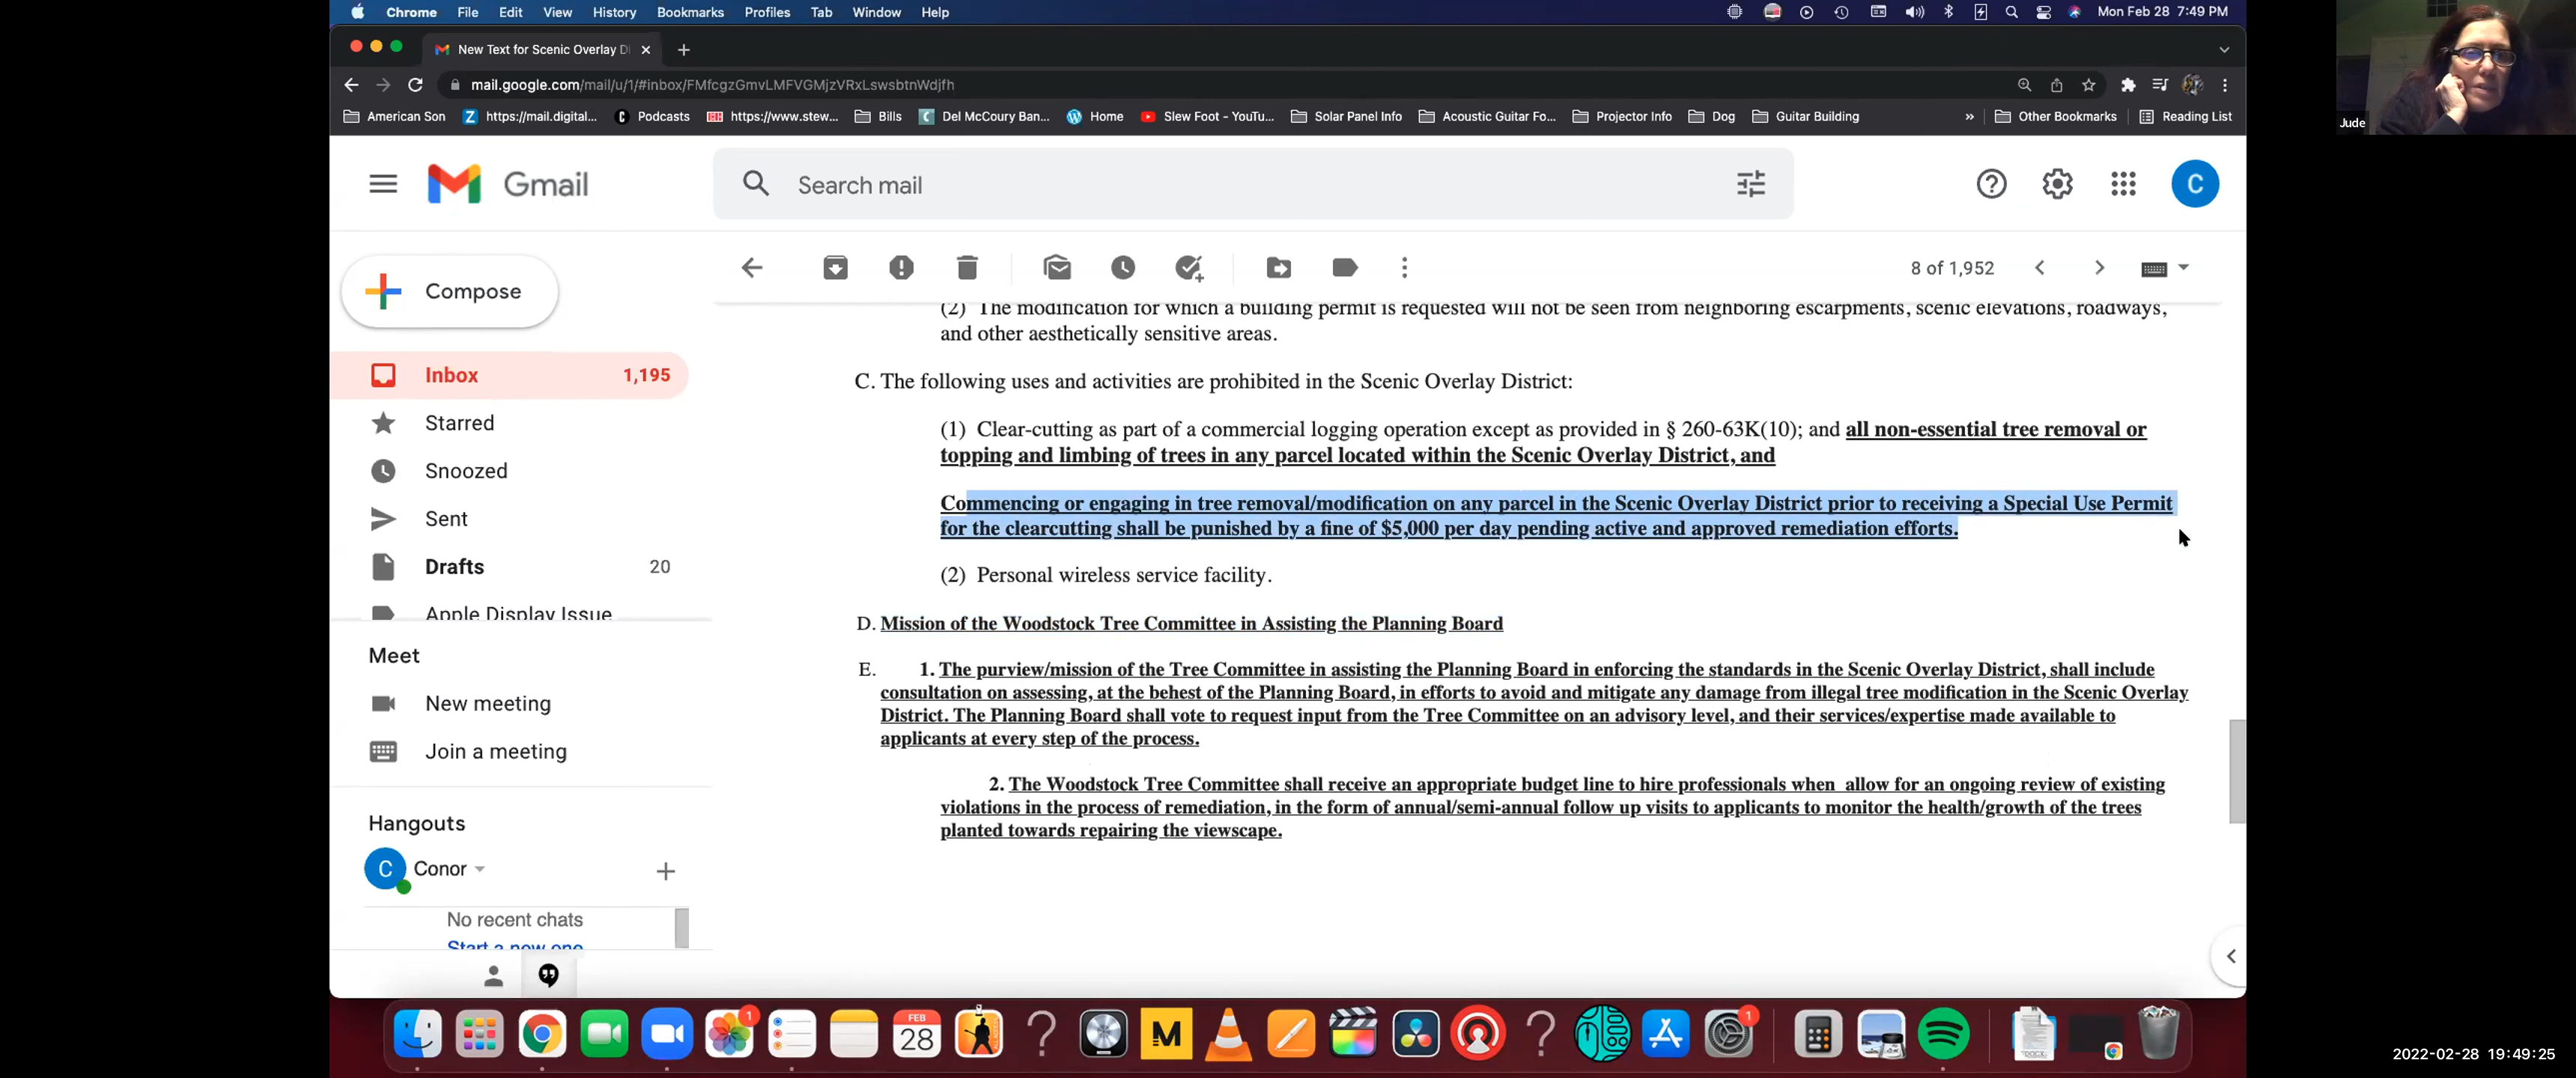 Chrome File Edit View History Bookmarks Profiles Tab Window Help Mon Feb 28 7:49 PM
New Text for Scenic Overlay Di
mail.google.com/mail/u/1/#inbox/FMfcgzGmvLMFVGMjzVRxLswsbtnWdjfh
American Son https://mail.digital... Podcasts https://www.stew... Bills Del McCoury Ban... Home Slew Foot - YouTu... Solar Panel Info Acoustic Guitar Fo... Projector Info Dog Guitar Building » Other Bookmarks Reading List
Jude
Gmail
Search mail
C
Compose
8 of 1,952
Inbox 1,195
Starred
Snoozed
Sent
Drafts 20
Apple Display Issue
Meet
New meeting
Join a meeting
Hangouts
C Conor
No recent chats
Start a new one
(2) The modification for which a building permit is requested will not be seen from neighboring escarpments, scenic elevations, roadways,
and other aesthetically sensitive areas.
C. The following uses and activities are prohibited in the Scenic Overlay District:
(1) Clear-cutting as part of a commercial logging operation except as provided in § 260-63K(10); and all non-essential tree removal or
topping and limbing of trees in any parcel located within the Scenic Overlay District, and
Commencing or engaging in tree removal/modification on any parcel in the Scenic Overlay District prior to receiving a Special Use Permit
for the clearcutting shall be punished by a fine of $5,000 per day pending active and approved remediation efforts.
(2) Personal wireless service facility.
D. Mission of the Woodstock Tree Committee in Assisting the Planning Board
E. 1. The purview/mission of the Tree Committee in assisting the Planning Board in enforcing the standards in the Scenic Overlay District, shall include
consultation on assessing, at the behest of the Planning Board, in efforts to avoid and mitigate any damage from illegal tree modification in the Scenic Overlay
District. The Planning Board shall vote to request input from the Tree Committee on an advisory level, and their services/expertise made available to
applicants at every step of the process.
2. The Woodstock Tree Committee shall receive an appropriate budget line to hire professionals when allow for an ongoing review of existing
violations in the process of remediation, in the form of annual/semi-annual follow up visits to applicants to monitor the health/growth of the trees
planted towards repairing the viewscape.
1
FEB
28
M
1
2022-02-28 19:49:25